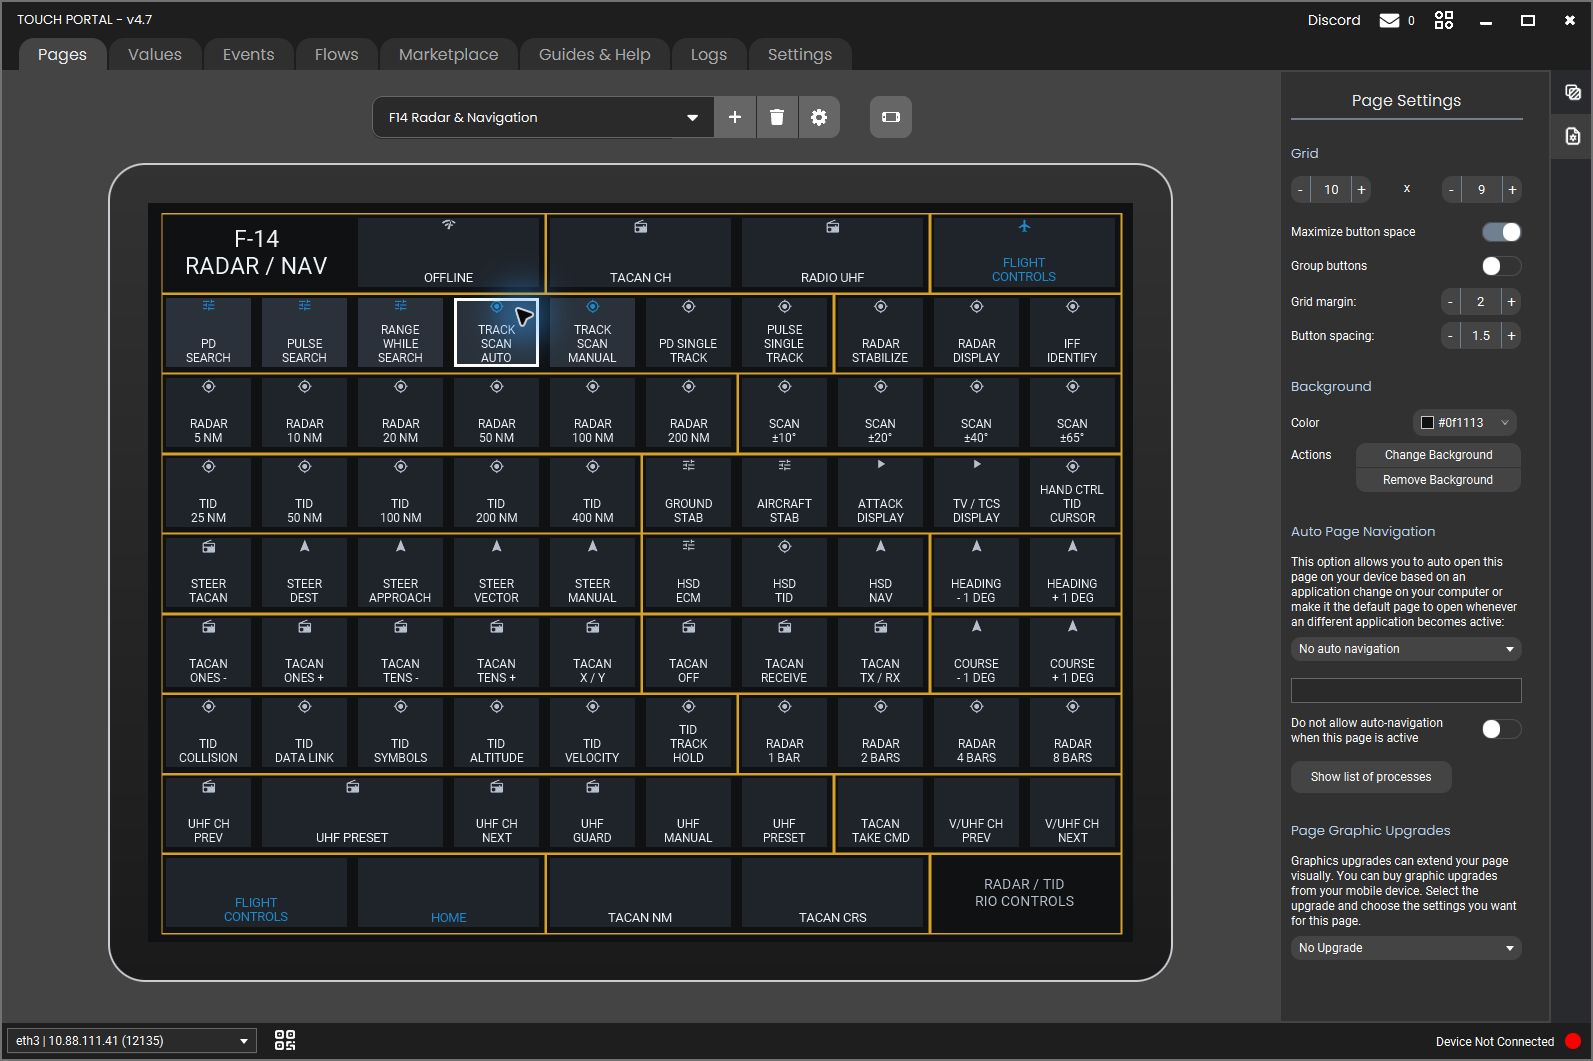 TOUCH PORTAL - v4.7
Discord
0
Pages
Values
Events
Flows
Marketplace
Guides & Help
Logs
Settings
F14 Radar & Navigation
F-14
RADAR / NAV
OFFLINE
TACAN CH
RADIO UHF
FLIGHT
CONTROLS
PD
SEARCH
PULSE
SEARCH
RANGE
WHILE
SEARCH
TRACK
SCAN
AUTO
TRACK
SCAN
MANUAL
PD SINGLE
TRACK
PULSE
SINGLE
TRACK
RADAR
STABILIZE
RADAR
DISPLAY
IFF
IDENTIFY
RADAR
5 NM
RADAR
10 NM
RADAR
20 NM
RADAR
50 NM
RADAR
100 NM
RADAR
200 NM
SCAN
±10°
SCAN
±20°
SCAN
±40°
SCAN
±65°
TID
25 NM
TID
50 NM
TID
100 NM
TID
200 NM
TID
400 NM
GROUND
STAB
AIRCRAFT
STAB
ATTACK
DISPLAY
TV / TCS
DISPLAY
HAND CTRL
TID
CURSOR
STEER
TACAN
STEER
DEST
STEER
APPROACH
STEER
VECTOR
STEER
MANUAL
HSD
ECM
HSD
TID
HSD
NAV
HEADING
- 1 DEG
HEADING
+ 1 DEG
TACAN
ONES -
TACAN
ONES +
TACAN
TENS -
TACAN
TENS +
TACAN
X / Y
TACAN
OFF
TACAN
RECEIVE
TACAN
TX / RX
COURSE
- 1 DEG
COURSE
+ 1 DEG
TID
COLLISION
TID
DATA LINK
TID
SYMBOLS
TID
ALTITUDE
TID
VELOCITY
TID
TRACK
HOLD
RADAR
1 BAR
RADAR
2 BARS
RADAR
4 BARS
RADAR
8 BARS
UHF CH
PREV
UHF PRESET
UHF CH
NEXT
UHF
GUARD
UHF
MANUAL
UHF
PRESET
TACAN
TAKE CMD
V/UHF CH
PREV
V/UHF CH
NEXT
FLIGHT
CONTROLS
HOME
TACAN NM
TACAN CRS
RADAR / TID
RIO CONTROLS
Page Settings
Grid
- 10 + x - 9 +
Maximize button space
Group buttons
Grid margin: - 2 +
Button spacing: - 1.5 +
Background
Color #0f1113
Actions
Change Background
Remove Background
Auto Page Navigation
This option allows you to auto open this
page on your device based on an
application change on your computer or
make it the default page to open whenever
an different application becomes active:
No auto navigation
Do not allow auto-navigation
when this page is active
Show list of processes
Page Graphic Upgrades
Graphics upgrades can extend your page
visually. You can buy graphic upgrades
from your mobile device. Select the
upgrade and choose the settings you want
for this page.
No Upgrade
eth3 | 10.88.111.41 (12135)
Device Not Connected